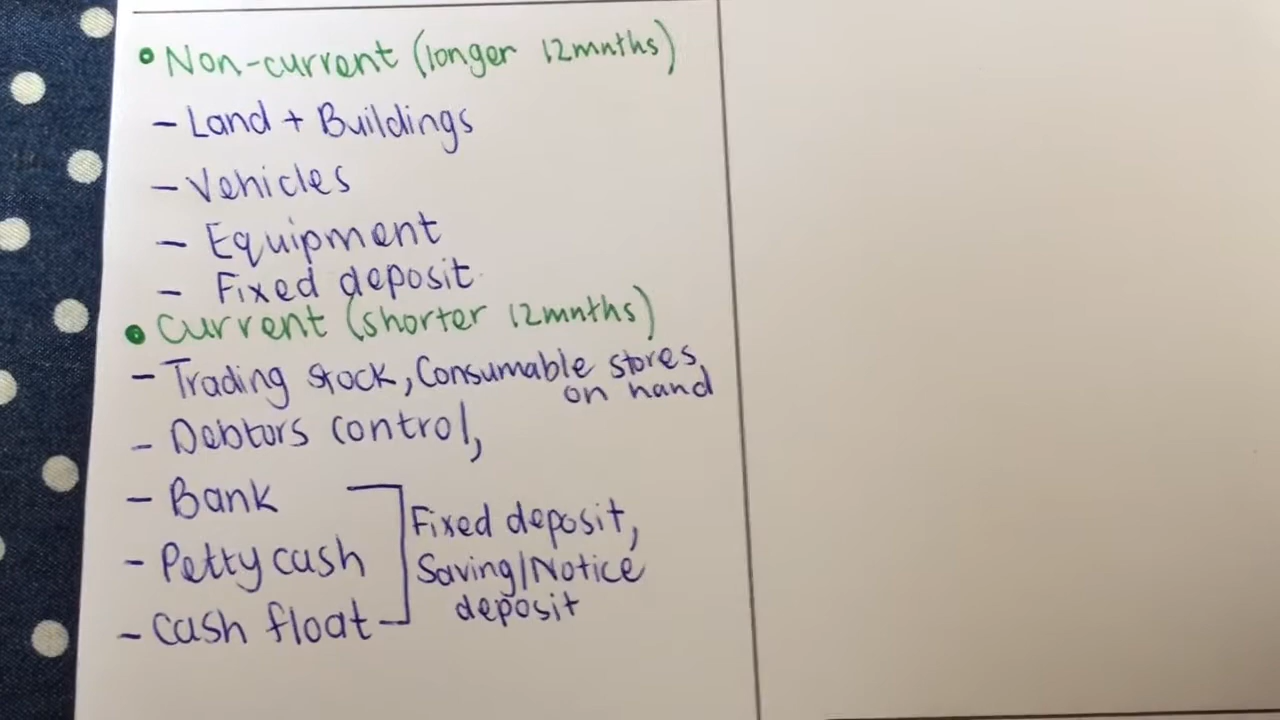 • Non-current (longer 12mnths)
- Land + Buildings
- Vehicles
- Equipment
- Fixed deposit
• Current (shorter 12mnths)
- Trading stock, Consumable stores
on hand
- Debtors control,
- Bank
- Petty cash
- Cash float
Fixed deposit,
Saving/Notice
deposit